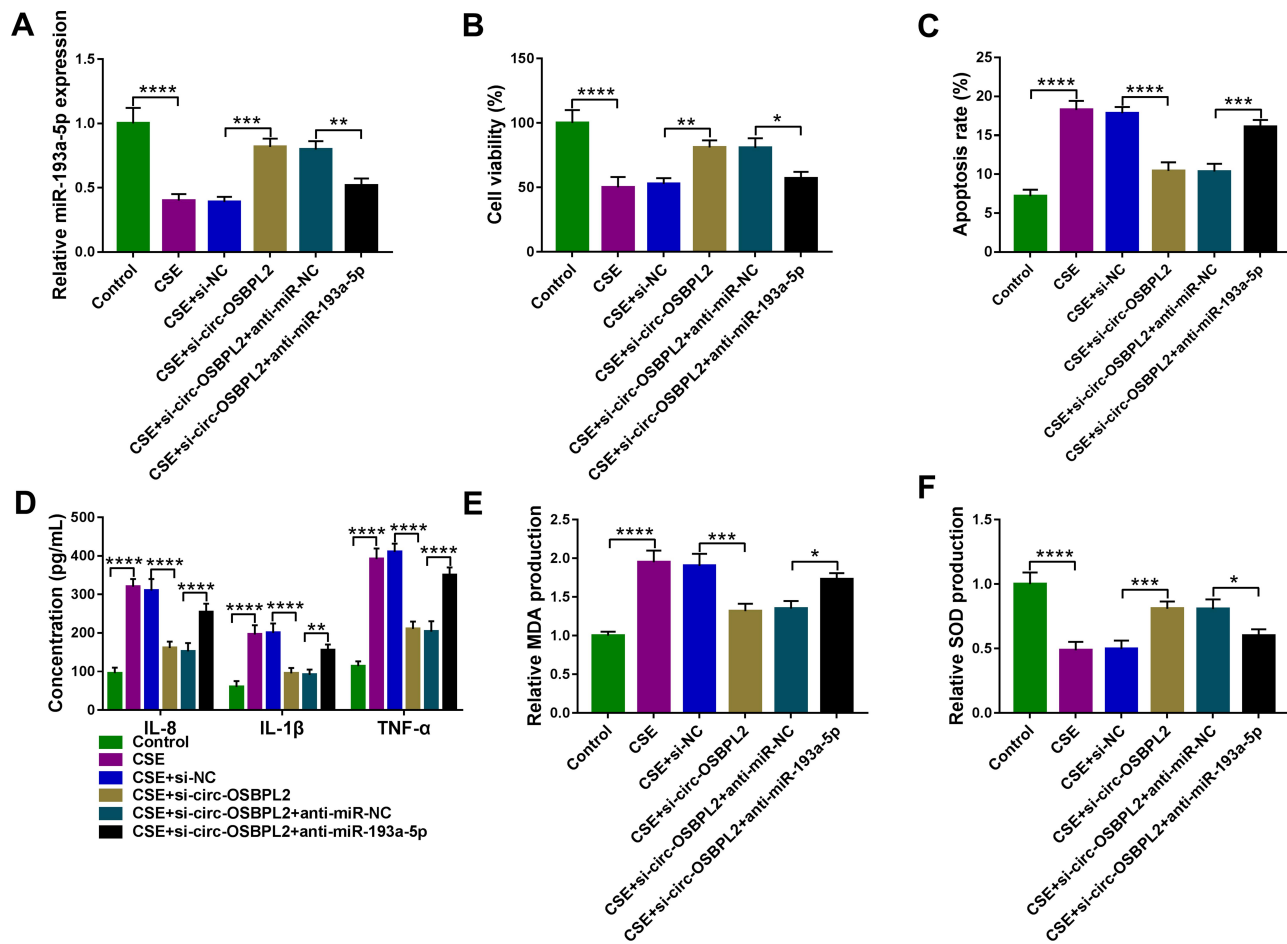 A
Relative miR-193a-5p expression
1.5
1.0
0.5
0.0
****
***
**
Control
CSE
CSE+si-NC
CSE+si-circ-OSBPL2
CSE+si-circ-OSBPL2+anti-miR-NC
CSE+si-circ-OSBPL2+anti-miR-193a-5p
B
Cell viability (%)
150
100
50
0
****
**
*
Control
CSE
CSE+si-NC
CSE+si-circ-OSBPL2
CSE+si-circ-OSBPL2+anti-miR-NC
CSE+si-circ-OSBPL2+anti-miR-193a-5p
C
Apoptosis rate (%)
25
20
15
10
5
0
****
****
***
Control
CSE
CSE+si-NC
CSE+si-circ-OSBPL2
CSE+si-circ-OSBPL2+anti-miR-NC
CSE+si-circ-OSBPL2+anti-miR-193a-5p
D
Concentration (pg/mL)
500
400
300
200
100
0
****
****
****
****
****
**
****
****
****
IL-8
IL-1β
TNF-α
Control
CSE
CSE+si-NC
CSE+si-circ-OSBPL2
CSE+si-circ-OSBPL2+anti-miR-NC
CSE+si-circ-OSBPL2+anti-miR-193a-5p
E
Relative MDA production
2.5
2.0
1.5
1.0
0.5
0.0
****
***
*
Control
CSE
CSE+si-NC
CSE+si-circ-OSBPL2
CSE+si-circ-OSBPL2+anti-miR-NC
CSE+si-circ-OSBPL2+anti-miR-193a-5p
F
Relative SOD production
1.5
1.0
0.5
0.0
****
***
*
Control
CSE
CSE+si-NC
CSE+si-circ-OSBPL2
CSE+si-circ-OSBPL2+anti-miR-NC
CSE+si-circ-OSBPL2+anti-miR-193a-5p